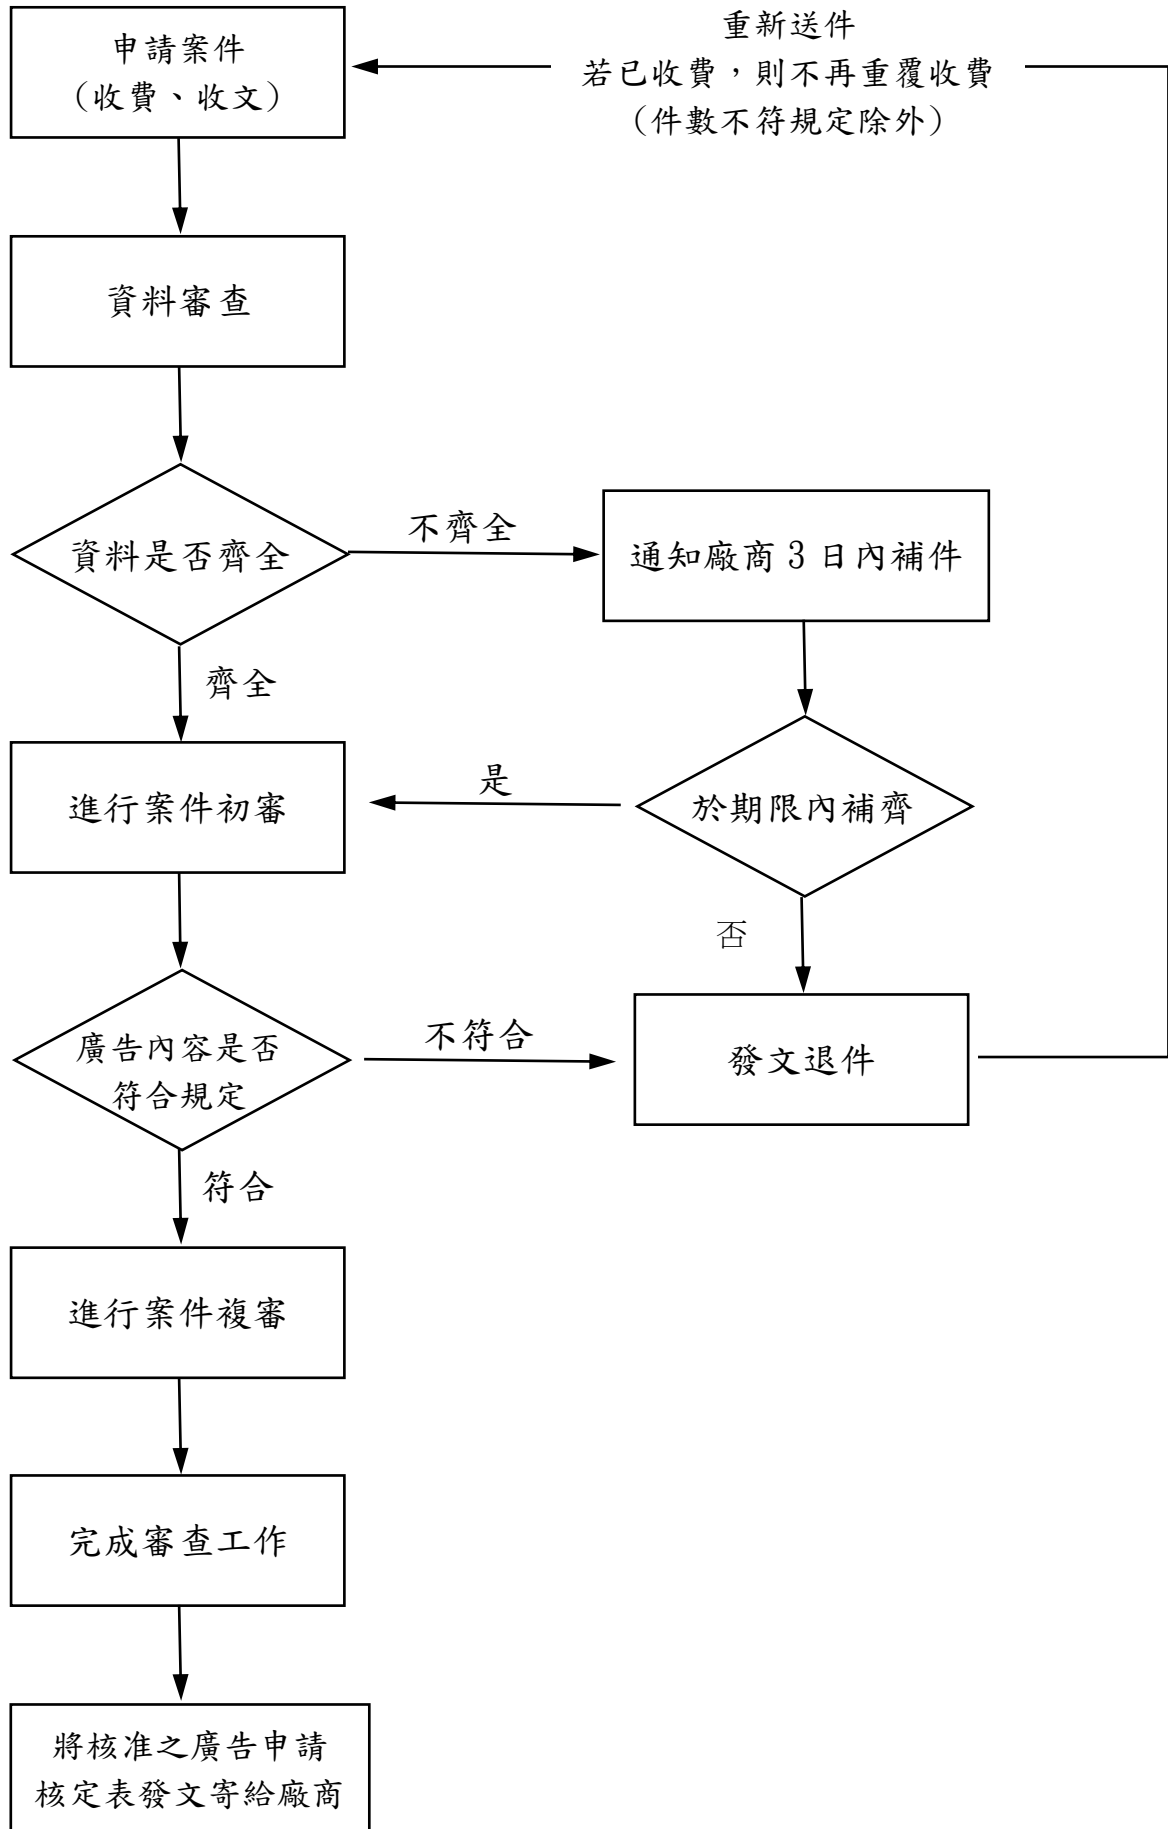 申請案件
（收費、收文）
重新送件
若已收費，則不再重覆收費
（件數不符規定除外）
資料審查
資料是否齊全
不齊全
通知廠商 3 日內補件
齊全
進行案件初審
是
於期限內補齊
否
廣告內容是否
符合規定
不符合
發文退件
符合
進行案件複審
完成審查工作
將核准之廣告申請
核定表發文寄給廠商